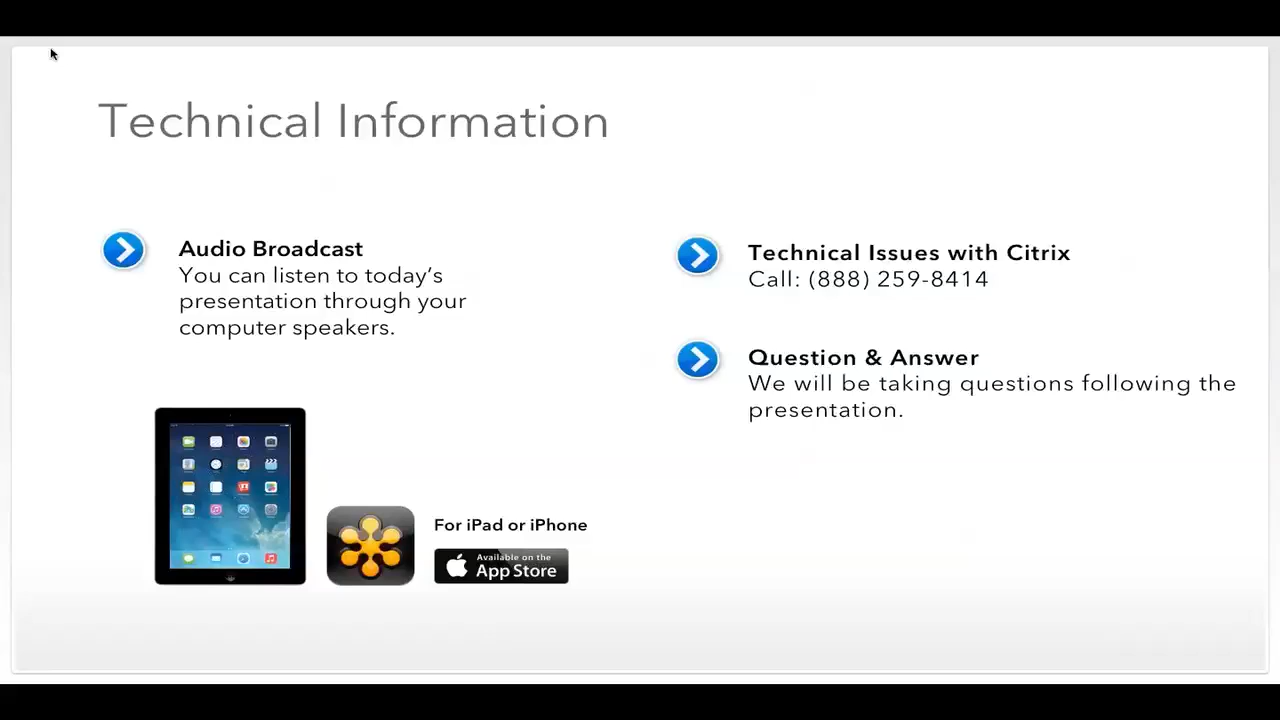 Technical Information
Audio Broadcast
You can listen to today’s
presentation through your
computer speakers.
Technical Issues with Citrix
Call: (888) 259-8414
Question & Answer
We will be taking questions following the
presentation.
For iPad or iPhone
Available on the
App Store